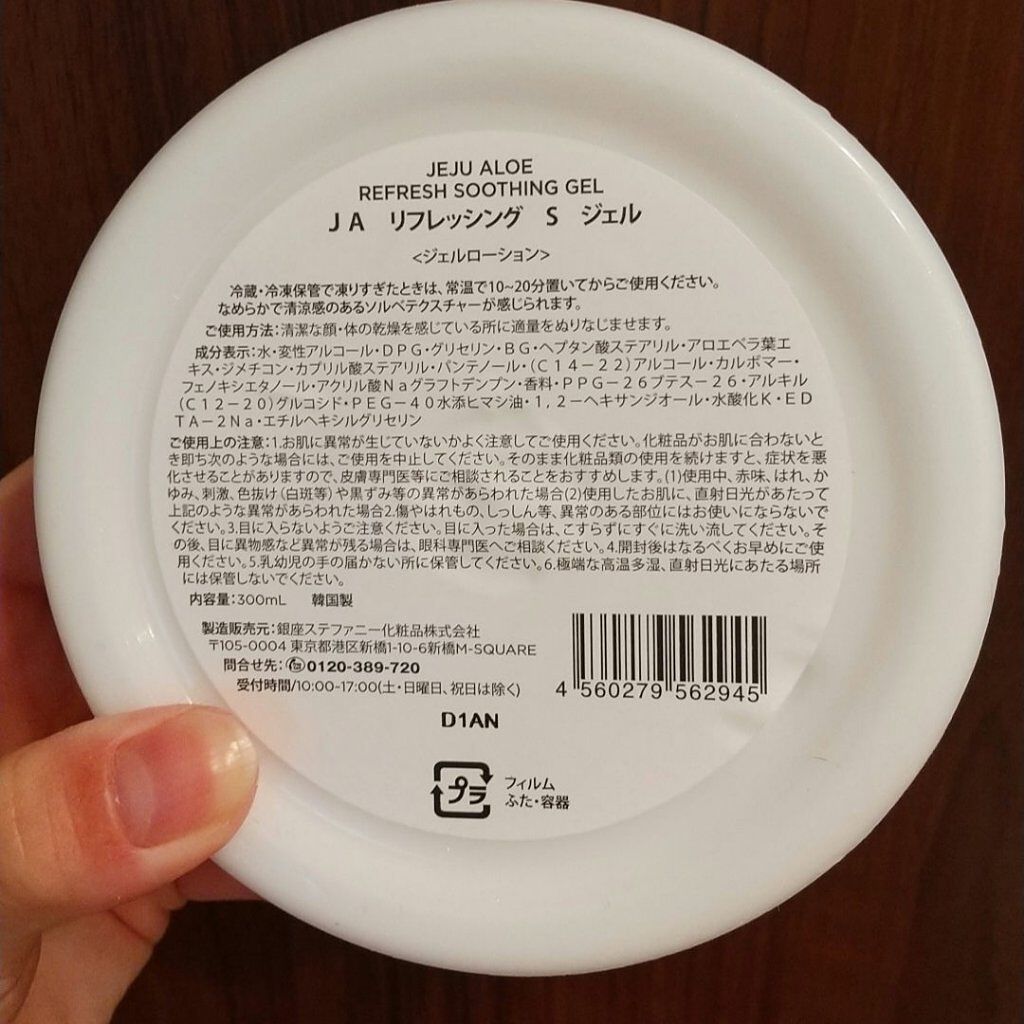 JEJU ALOE
REFRESH SOOTHING GEL
ＪＡ　リフレッシング　Ｓ　ジェル
<ジェルローション>
冷蔵・冷凍保管で凍りすぎたときは、常温で10~20分置いてからご使用ください。
なめらかで清涼感のあるソルベテクスチャーが感じられます。
ご使用方法：清潔な顔・体の乾燥を感じている所に適量をぬりなじませます。
成分表示：水・変性アルコール・ＤＰＧ・グリセリン・ＢＧ・ヘプタン酸ステアリル・アロエベラ葉エ
キス・ジメチコン・カプリル酸ステアリル・パンテノール・（Ｃ１４－２２）アルコール・カルボマー・
フェノキシエタノール・アクリル酸Ｎａグラフトデンプン・香料・ＰＰＧ－２６ブテス－２６・アルキル
（Ｃ１２－２０）グルコシド・ＰＥＧ－４０水添ヒマシ油・１，２－ヘキサンジオール・水酸化Ｋ・ＥＤ
ＴＡ－２Ｎａ・エチルヘキシルグリセリン
ご使用上の注意：1.お肌に異常が生じていないかよく注意してご使用ください。化粧品がお肌に合わないと
き即ち次のような場合には、ご使用を中止してください。そのまま化粧品類の使用を続けますと、症状を悪
化させることがありますので、皮膚専門医等にご相談されることをおすすめします。(1)使用中、赤味、はれ、か
ゆみ、刺激、色抜け（白斑等）や黒ずみ等の異常があらわれた場合(2)使用したお肌に、直射日光があたって
上記のような異常があらわれた場合2.傷やはれもの、しっしん等、異常のある部位にはお使いにならないで
ください。3.目に入らないようご注意ください。目に入った場合は、こすらずにすぐに洗い流してください。そ
の後、目に異物感など異常が残る場合は、眼科専門医へご相談ください。4.開封後はなるべくお早めにご使
用ください。5.乳幼児の手の届かない所に保管してください。6.極端な高温多湿、直射日光にあたる場所
には保管しないでください。
内容量：300mL　韓国製
製造販売元：銀座ステファニー化粧品株式会社
〒105-0004 東京都港区新橋1-10-6新橋M-SQUARE
問合せ先：0120-389-720
受付時間/10:00-17:00(土・日曜日、祝日は除く)
4 560279 562945
D1AN
プラ
フィルム
ふた・容器